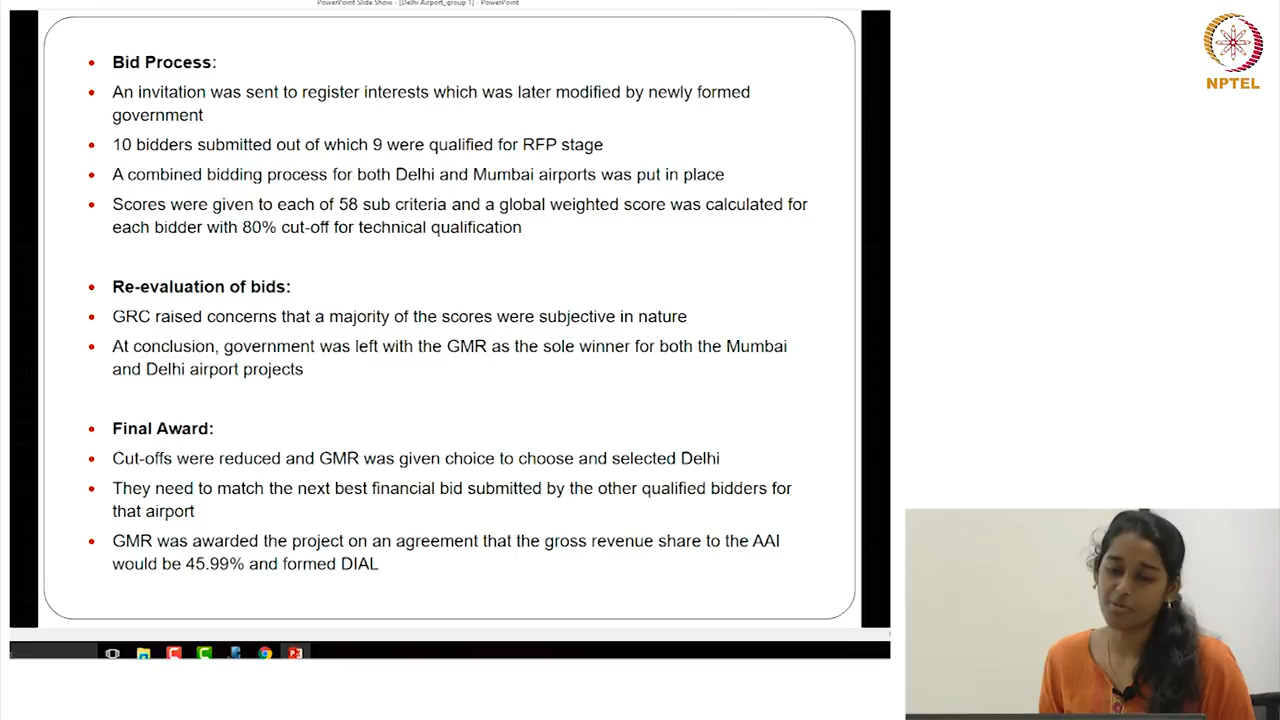 PowerPoint Slide Show - [Delhi Airport_group 1] - PowerPoint
NPTEL
Bid Process:
An invitation was sent to register interests which was later modified by newly formed
government
10 bidders submitted out of which 9 were qualified for RFP stage
A combined bidding process for both Delhi and Mumbai airports was put in place
Scores were given to each of 58 sub criteria and a global weighted score was calculated for
each bidder with 80% cut-off for technical qualification
Re-evaluation of bids:
GRC raised concerns that a majority of the scores were subjective in nature
At conclusion, government was left with the GMR as the sole winner for both the Mumbai
and Delhi airport projects
Final Award:
Cut-offs were reduced and GMR was given choice to choose and selected Delhi
They need to match the next best financial bid submitted by the other qualified bidders for
that airport
GMR was awarded the project on an agreement that the gross revenue share to the AAI
would be 45.99% and formed DIAL